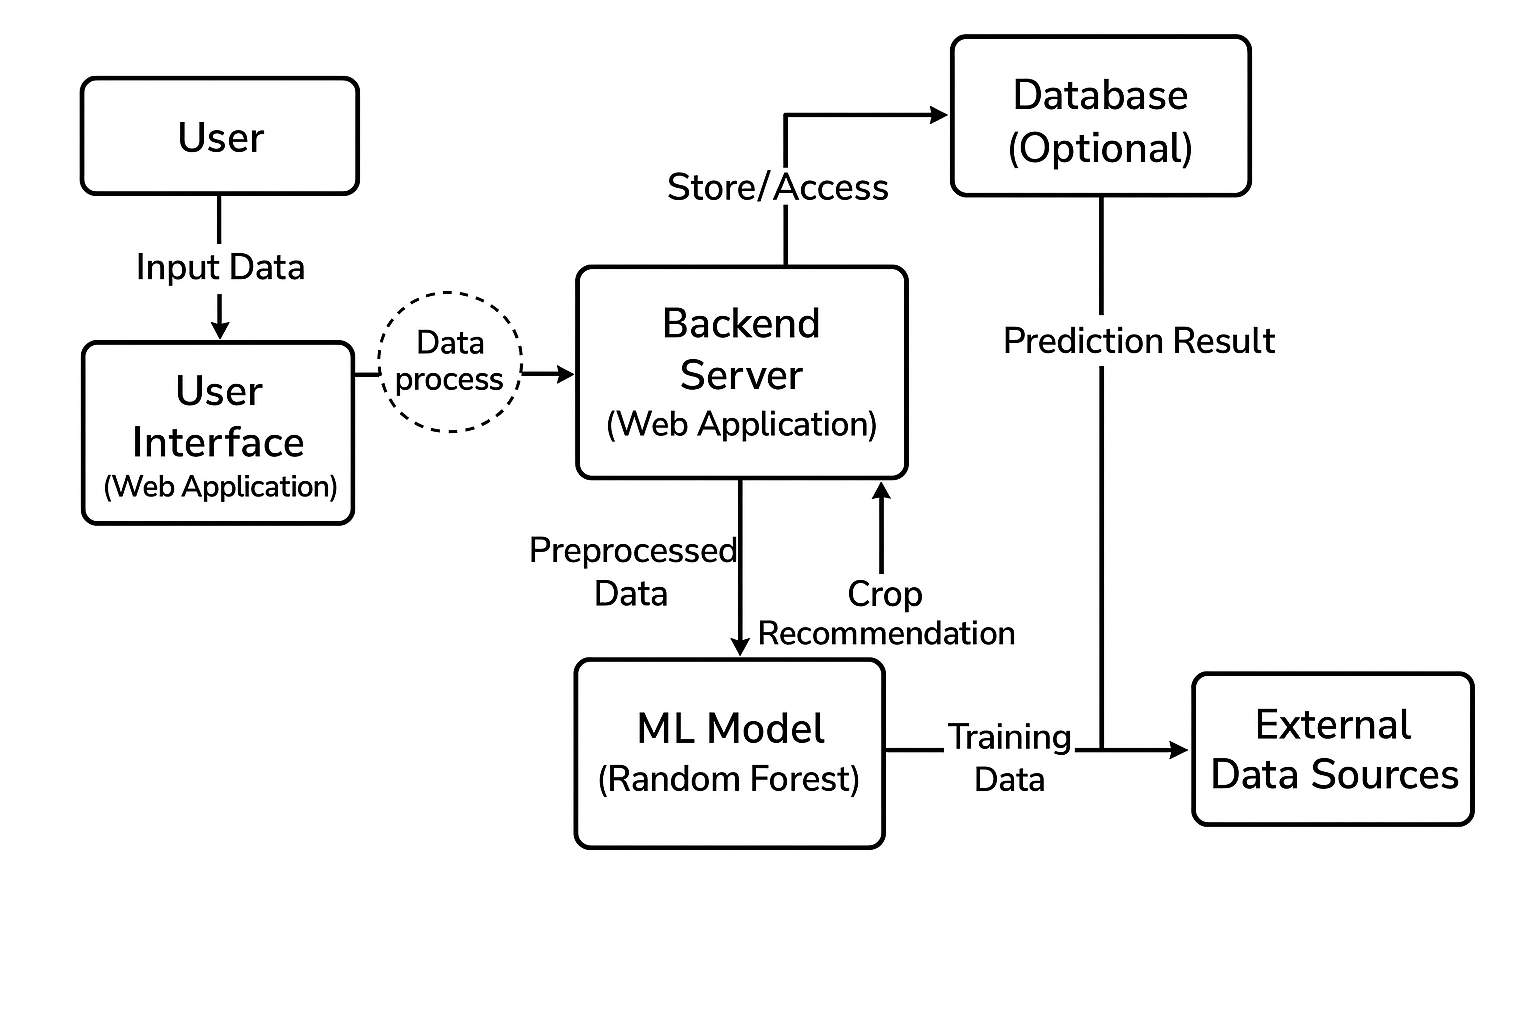 User
Input Data
User
Interface
(Web Application)
Data
process
Backend
Server
(Web Application)
Store/Access
Database
(Optional)
Prediction Result
Preprocessed
Data
Crop
Recommendation
ML Model
(Random Forest)
Training
Data
External
Data Sources